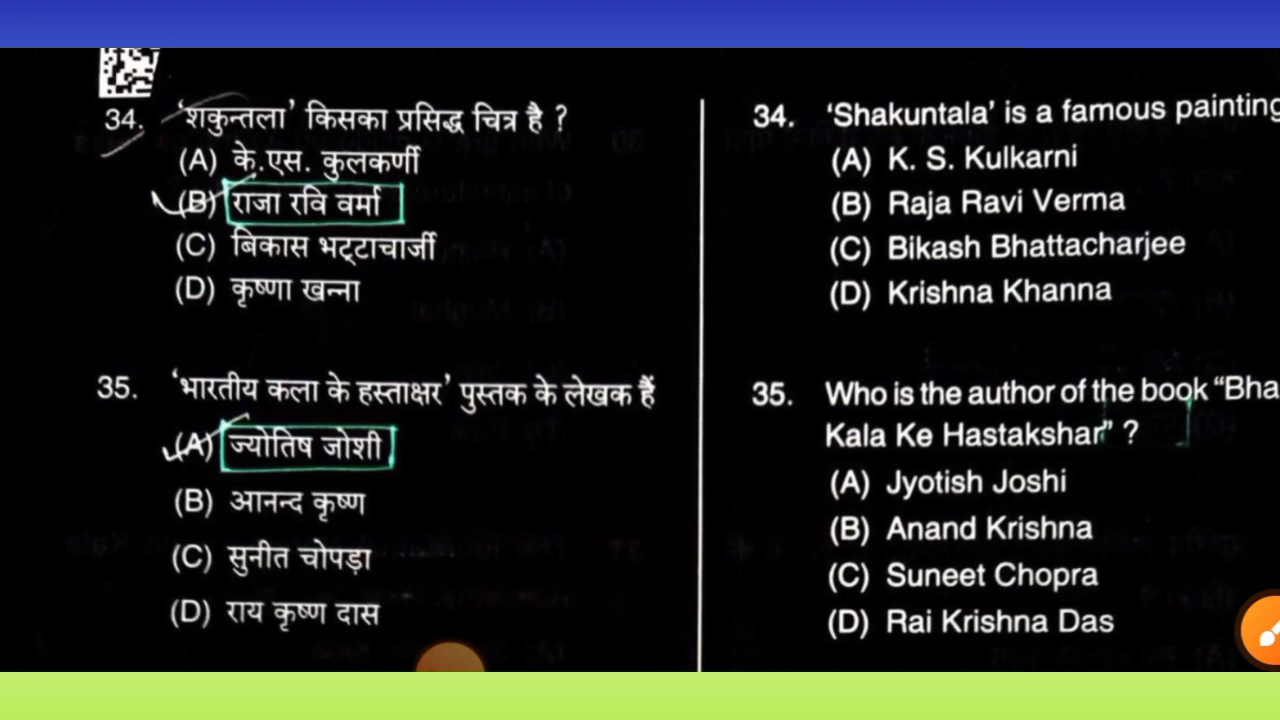 34. 'शकुन्तला' किसका प्रसिद्ध चित्र है ?
(A) के.एस. कुलकर्णी
(B) राजा रवि वर्मा
(C) बिकास भट्टाचार्जी
(D) कृष्णा खन्ना
35. 'भारतीय कला के हस्ताक्षर' पुस्तक के लेखक हैं
(A) ज्योतिष जोशी
(B) आनन्द कृष्ण
(C) सुनीत चोपड़ा
(D) राय कृष्ण दास
34. 'Shakuntala' is a famous painting
(A) K. S. Kulkarni
(B) Raja Ravi Verma
(C) Bikash Bhattacharjee
(D) Krishna Khanna
35. Who is the author of the book “Bha
Kala Ke Hastakshar” ?
(A) Jyotish Joshi
(B) Anand Krishna
(C) Suneet Chopra
(D) Rai Krishna Das